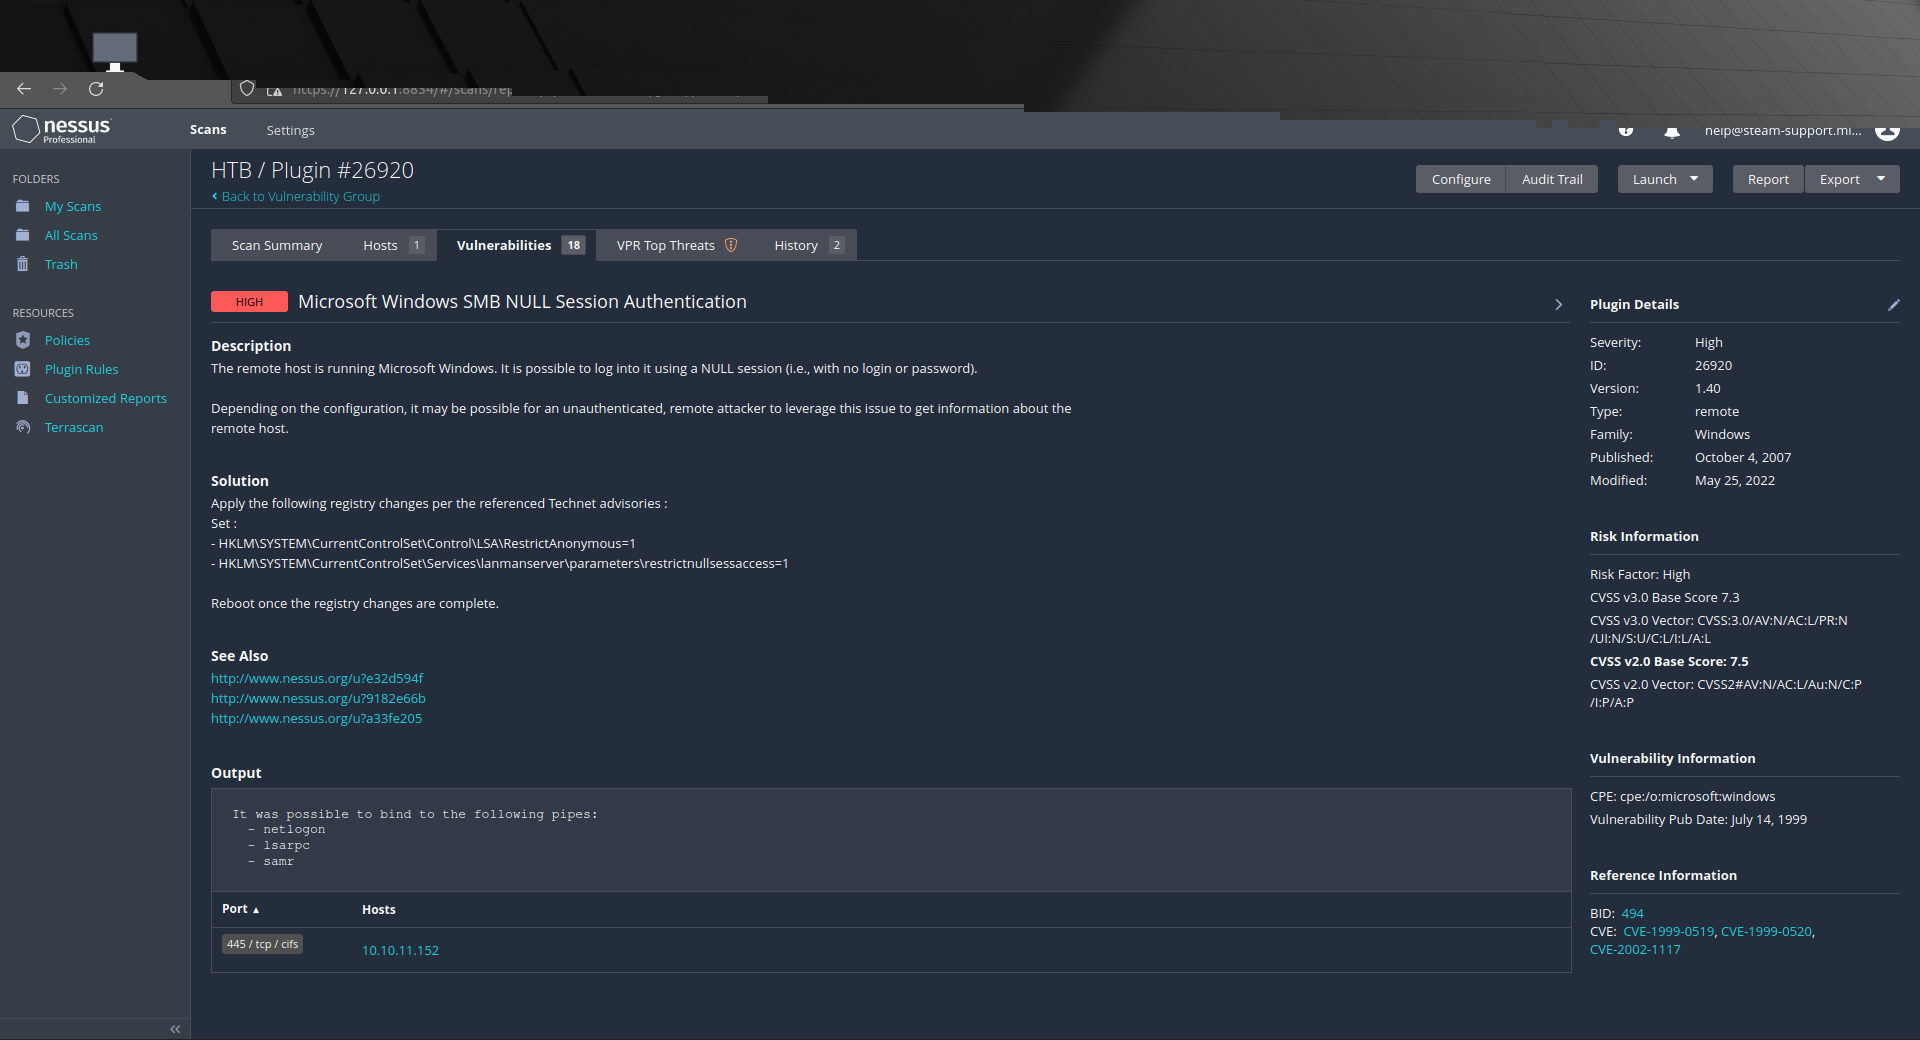 https://127.0.0.1:8834/#/scans/rep
nessus
Professional
Scans
Settings
help@steam-support.ml...
FOLDERS
My Scans
All Scans
Trash
RESOURCES
Policies
Plugin Rules
Customized Reports
Terrascan
HTB / Plugin #26920
Back to Vulnerability Group
Configure
Audit Trail
Launch
Report
Export
Scan Summary
Hosts 1
Vulnerabilities 18
VPR Top Threats
History 2
HIGH Microsoft Windows SMB NULL Session Authentication
Description
The remote host is running Microsoft Windows. It is possible to log into it using a NULL session (i.e., with no login or password).
Depending on the configuration, it may be possible for an unauthenticated, remote attacker to leverage this issue to get information about the
remote host.
Solution
Apply the following registry changes per the referenced Technet advisories :
Set :
- HKLM\SYSTEM\CurrentControlSet\Control\LSA\RestrictAnonymous=1
- HKLM\SYSTEM\CurrentControlSet\Services\lanmanserver\parameters\restrictnullsessaccess=1
Reboot once the registry changes are complete.
See Also
http://www.nessus.org/u?e32d594f
http://www.nessus.org/u?9182e66b
http://www.nessus.org/u?a33fe205
Output
It was possible to bind to the following pipes:
- netlogon
- lsarpc
- samr
Port ▲ Hosts
445 / tcp / cifs 10.10.11.152
Plugin Details
Severity: High
ID: 26920
Version: 1.40
Type: remote
Family: Windows
Published: October 4, 2007
Modified: May 25, 2022
Risk Information
Risk Factor: High
CVSS v3.0 Base Score 7.3
CVSS v3.0 Vector: CVSS:3.0/AV:N/AC:L/PR:N
/UI:N/S:U/C:L/I:L/A:L
CVSS v2.0 Base Score: 7.5
CVSS v2.0 Vector: CVSS2#AV:N/AC:L/Au:N/C:P
/I:P/A:P
Vulnerability Information
CPE: cpe:/o:microsoft:windows
Vulnerability Pub Date: July 14, 1999
Reference Information
BID: 494
CVE: CVE-1999-0519, CVE-1999-0520,
CVE-2002-1117